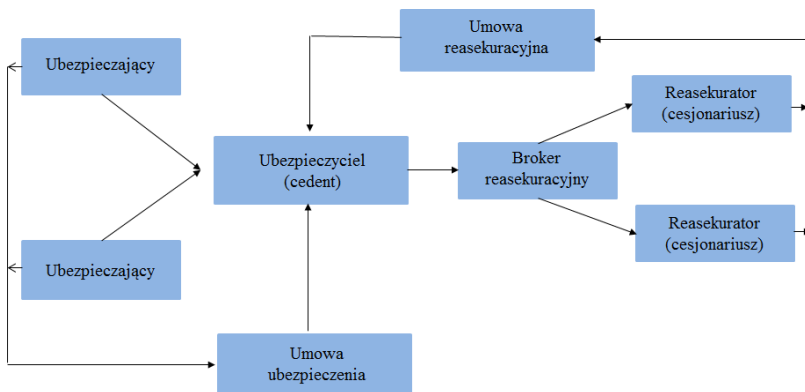 Umowa
reasekuracyjna
Ubezpieczający
Reasekurator
(cesjonariusz)
Ubezpieczyciel
(cedent)
Broker
reasekuracyjny
Reasekurator
(cesjonariusz)
Ubezpieczający
Umowa
ubezpieczenia